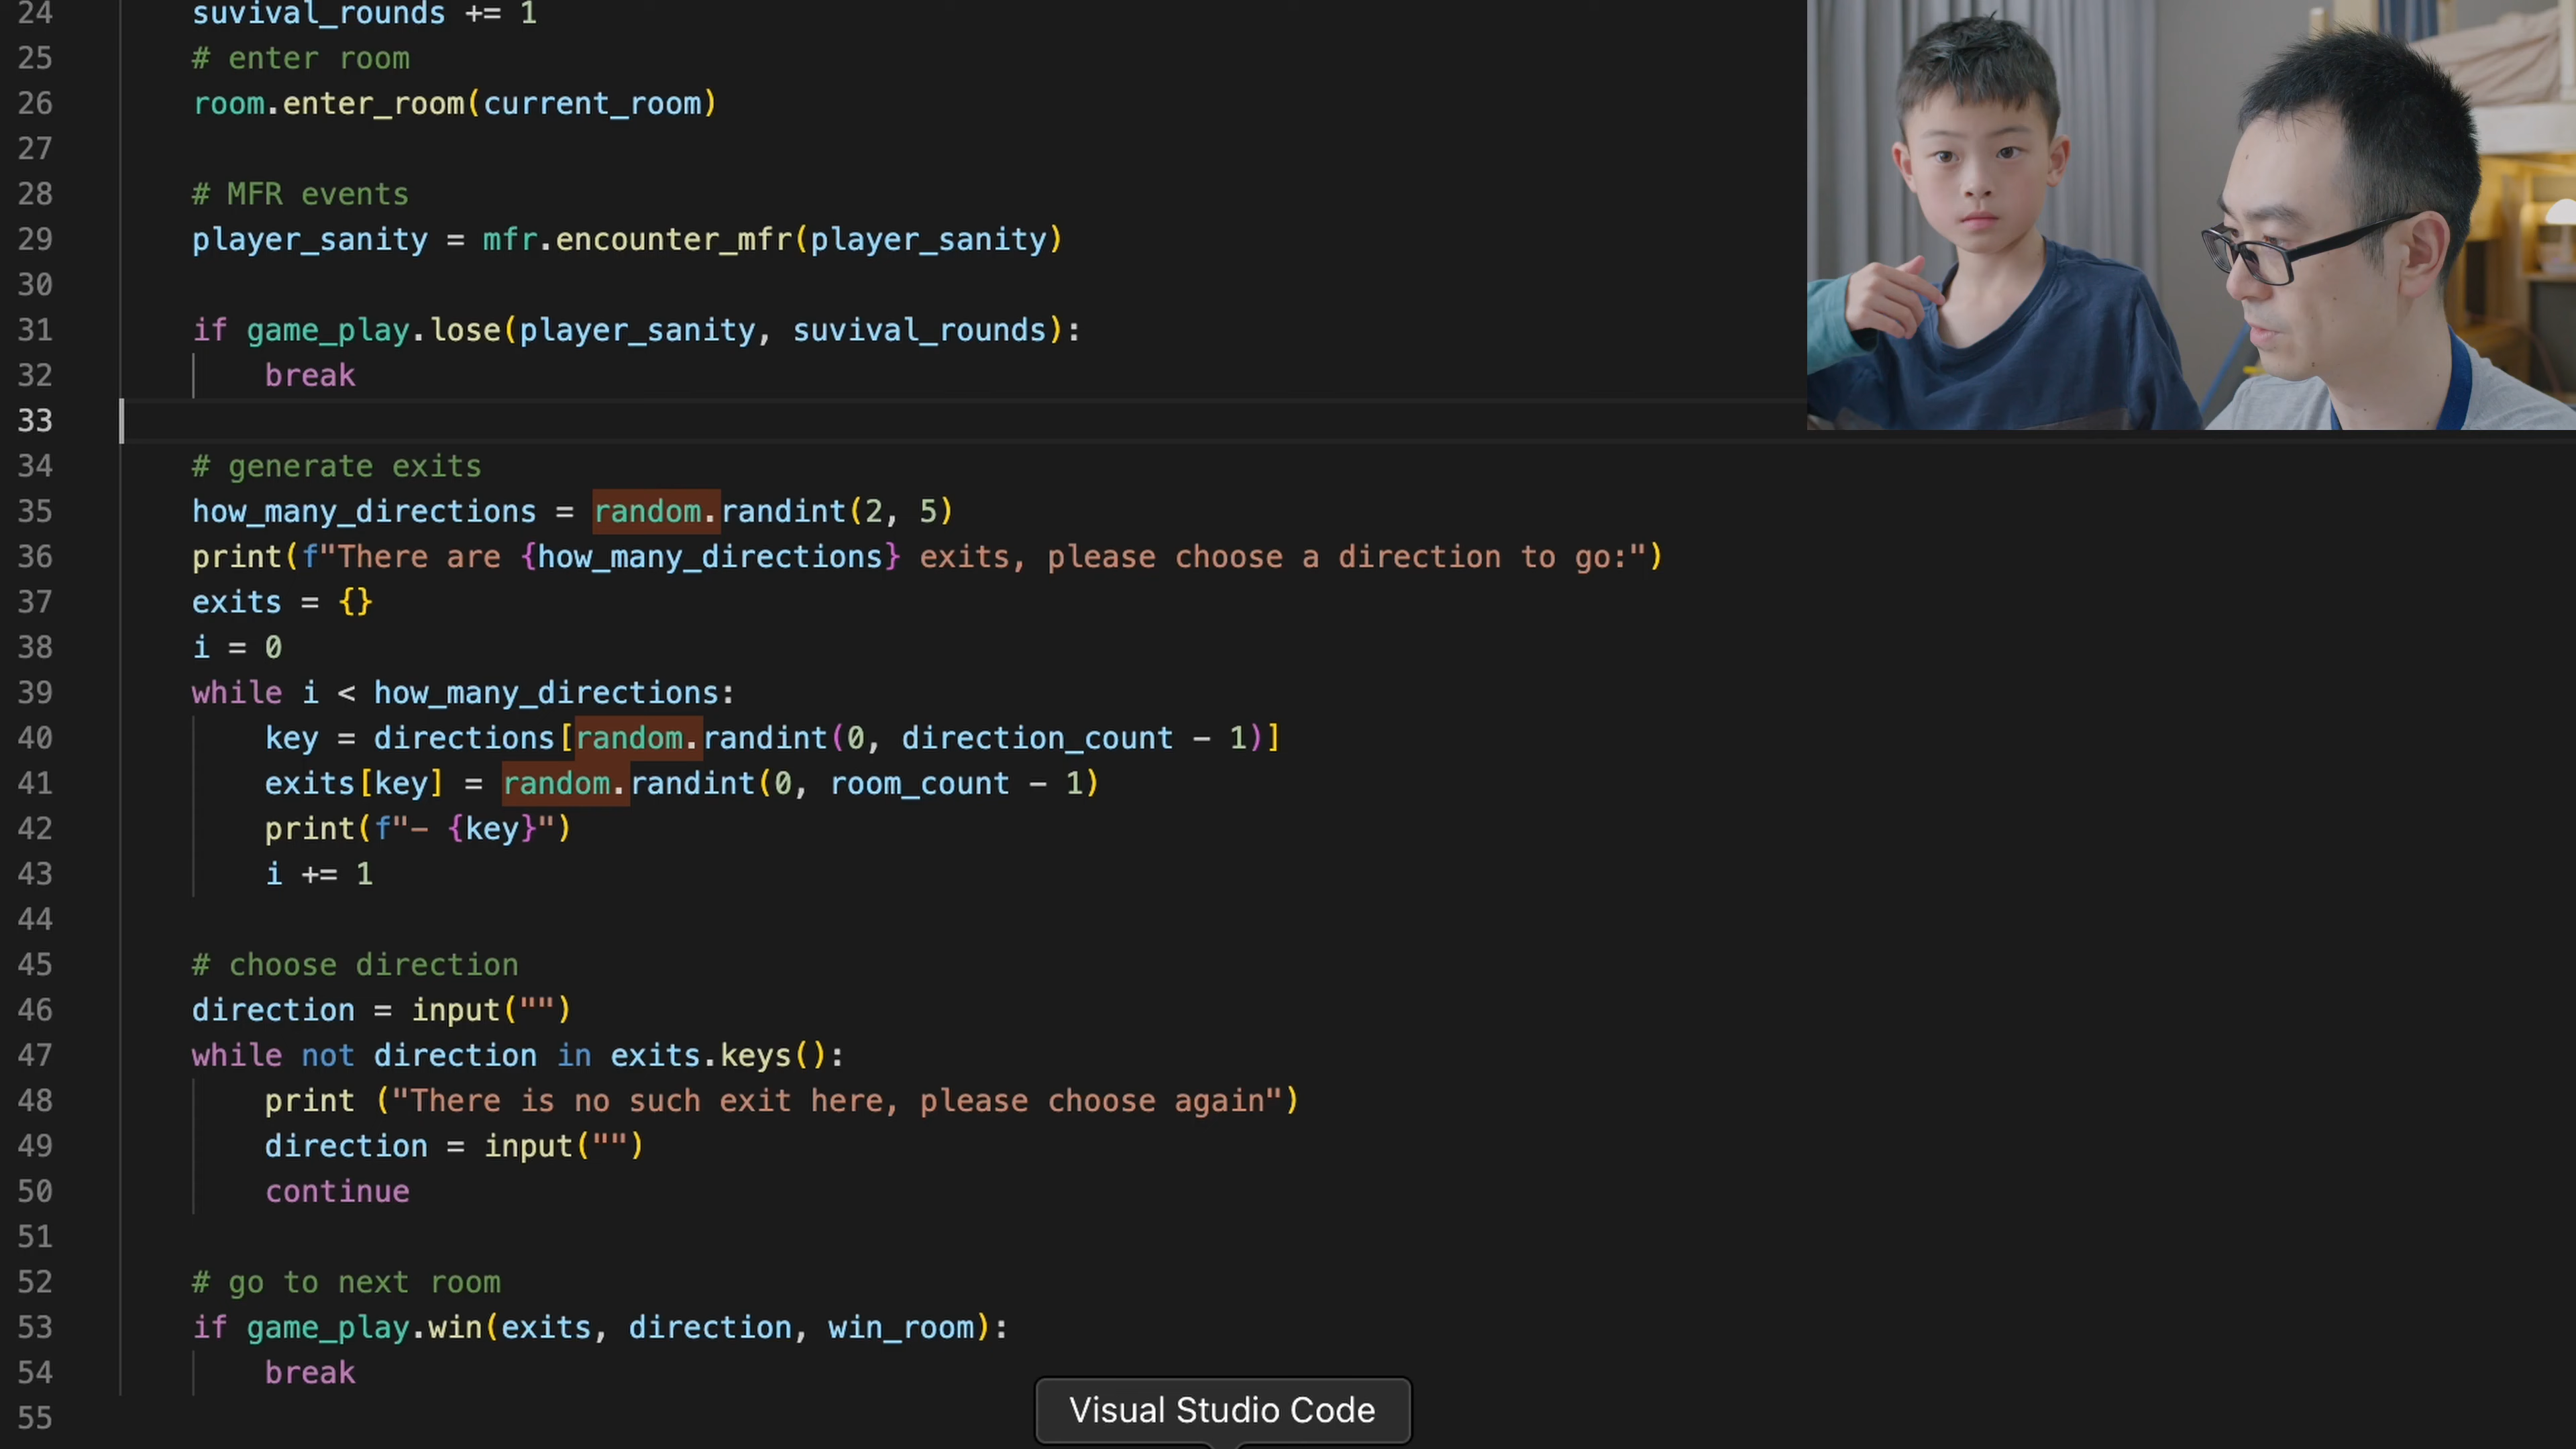 24 suvival_rounds += 1
25 # enter room
26 room.enter_room(current_room)
27
28 # MFR events
29 player_sanity = mfr.encounter_mfr(player_sanity)
30
31 if game_play.lose(player_sanity, suvival_rounds):
32 break
33
34 # generate exits
35 how_many_directions = random.randint(2, 5)
36 print(f"There are {how_many_directions} exits, please choose a direction to go:")
37 exits = {}
38 i = 0
39 while i < how_many_directions:
40 key = directions[random.randint(0, direction_count - 1)]
41 exits[key] = random.randint(0, room_count - 1)
42 print(f"- {key}")
43 i += 1
44
45 # choose direction
46 direction = input("")
47 while not direction in exits.keys():
48 print ("There is no such exit here, please choose again")
49 direction = input("")
50 continue
51
52 # go to next room
53 if game_play.win(exits, direction, win_room):
54 break
55
Visual Studio Code